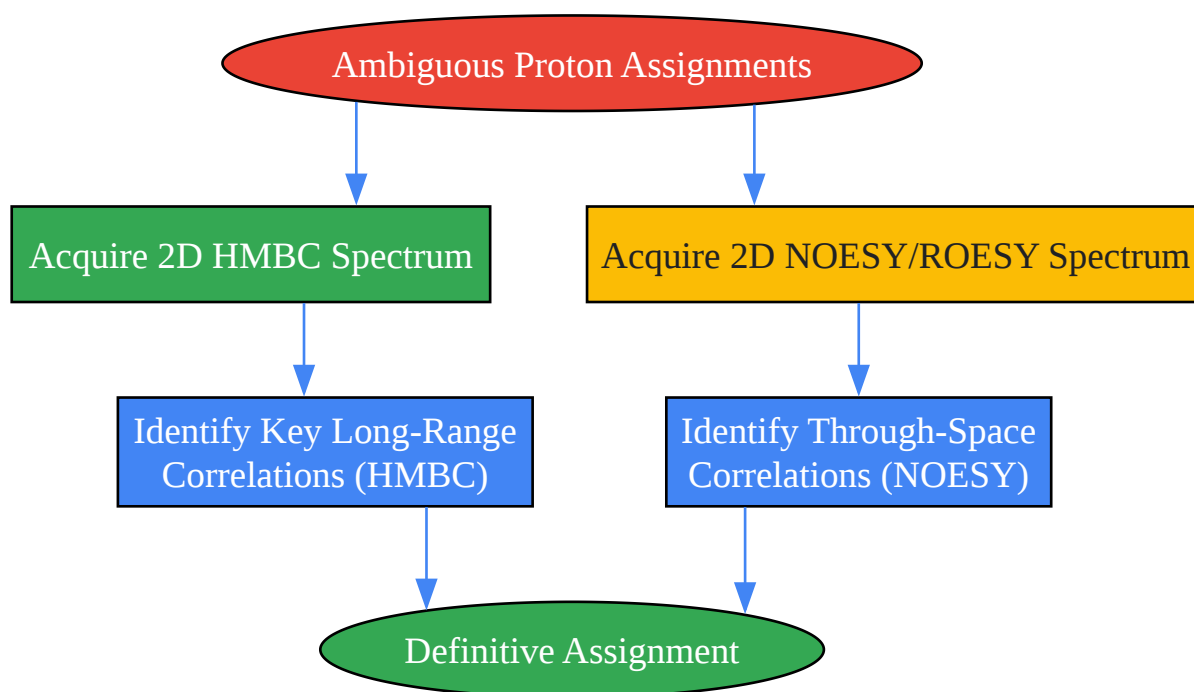 Ambiguous Proton Assignments
Acquire 2D HMBC Spectrum
Acquire 2D NOESY/ROESY Spectrum
Identify Key Long-Range
Correlations (HMBC)
Identify Through-Space
Correlations (NOESY)
Definitive Assignment